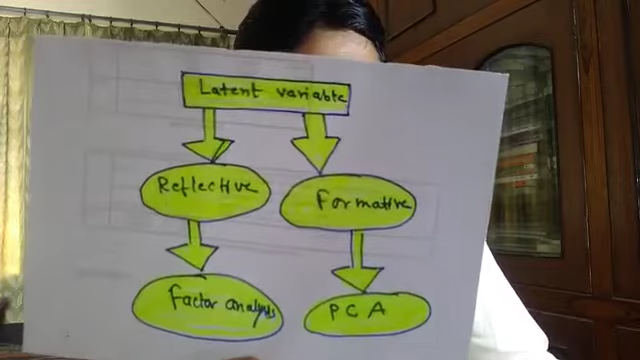 Latent variable
Reflective
Formative
Factor analysis
PCA